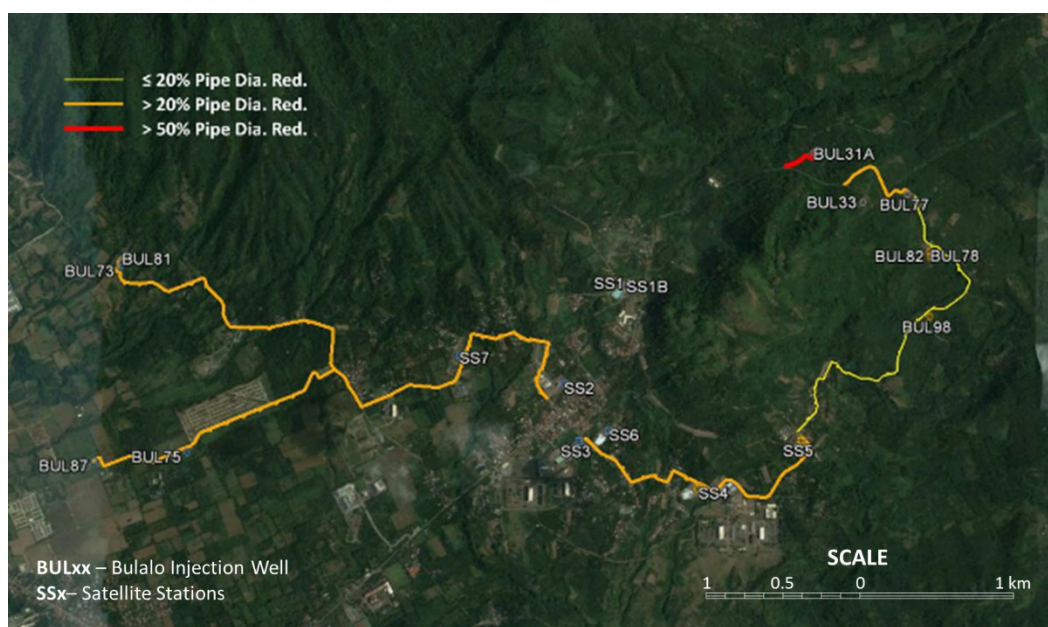 ≤ 20% Pipe Dia. Red.
> 20% Pipe Dia. Red.
> 50% Pipe Dia. Red.
BUL31A
BUL33
BUL77
BUL82 BUL78
BUL98
BUL81
BUL73
SS1 SS1B
SS7
SS2
SS6
SS3
SS5
SS4
BUL87
BUL75
BULxx – Bulalo Injection Well
SSx– Satellite Stations
SCALE
1 0.5 0 1 km